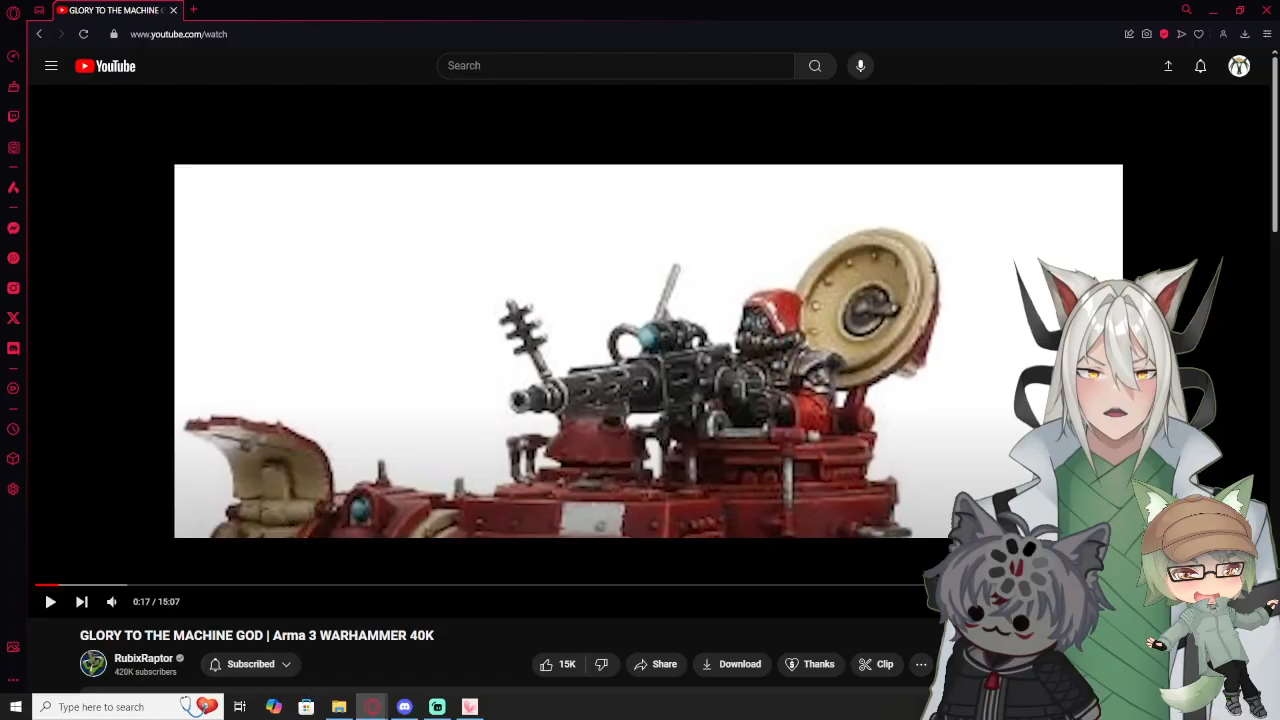 GLORY TO THE MACHINE
www.youtube.com/watch
YouTube
Search
0:17 / 15:07
GLORY TO THE MACHINE GOD | Arma 3 WARHAMMER 40K
RubixRaptor
420K subscribers
Subscribed
15K
Share
Download
Thanks
Clip
Type here to search